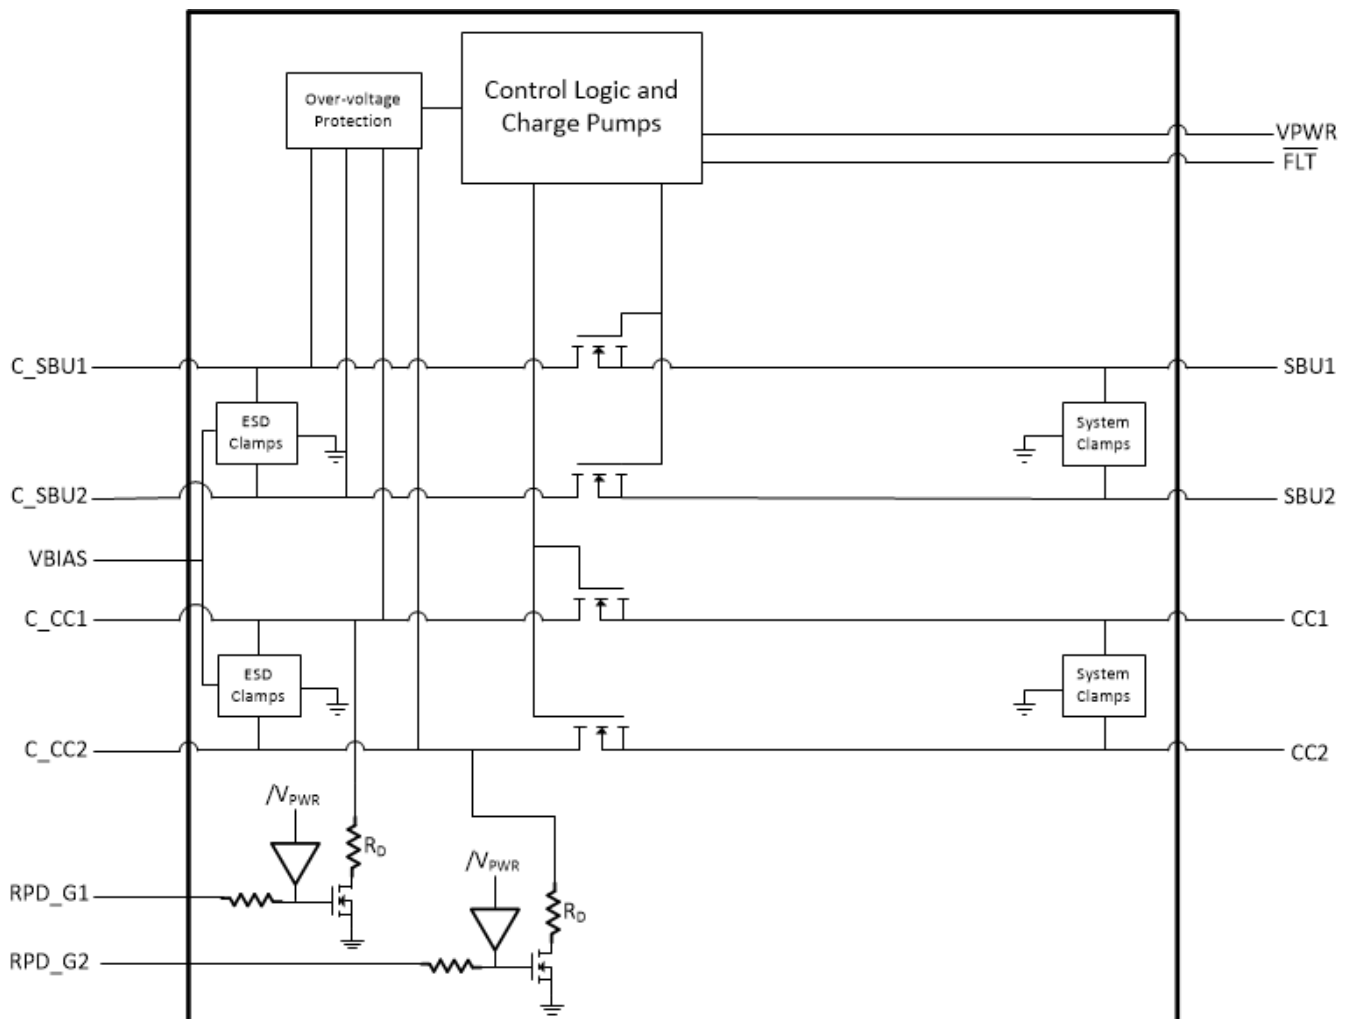 Over-voltage
Protection
Control Logic and
Charge Pumps
VPWR
FLT
C_SBU1
SBU1
ESD
Clamps
System
Clamps
C_SBU2
SBU2
VBIAS
C_CC1
CC1
ESD
Clamps
System
Clamps
C_CC2
CC2
/VPWR
RD
/VPWR
RPD_G1
RD
RPD_G2